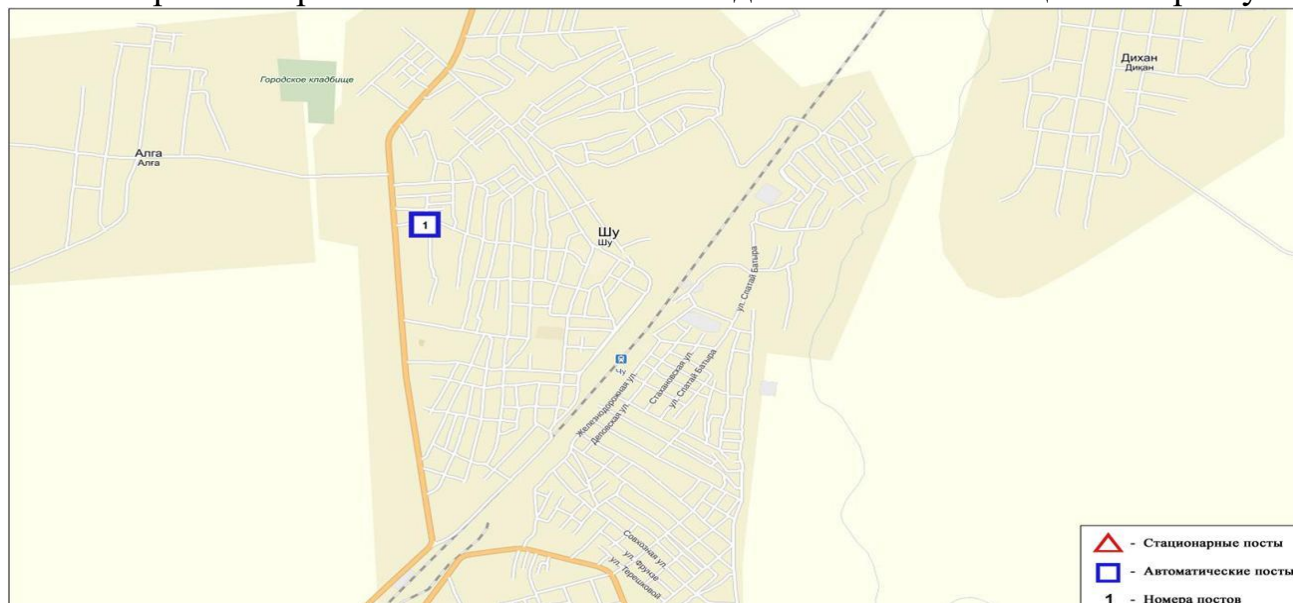 Городское кладбище
Дихан
Дихан
Алга
Алга
1
Шу
Шу
ул. Спатай Батыра
Чу
Стахановская ул.
ул. Спатай Батыра
Железнодорожная ул.
Деповская ул.
Совхозная ул.
ул. Фрунзе
ул. Терешковой
- Стационарные посты
- Автоматические посты
1 - Номера постов